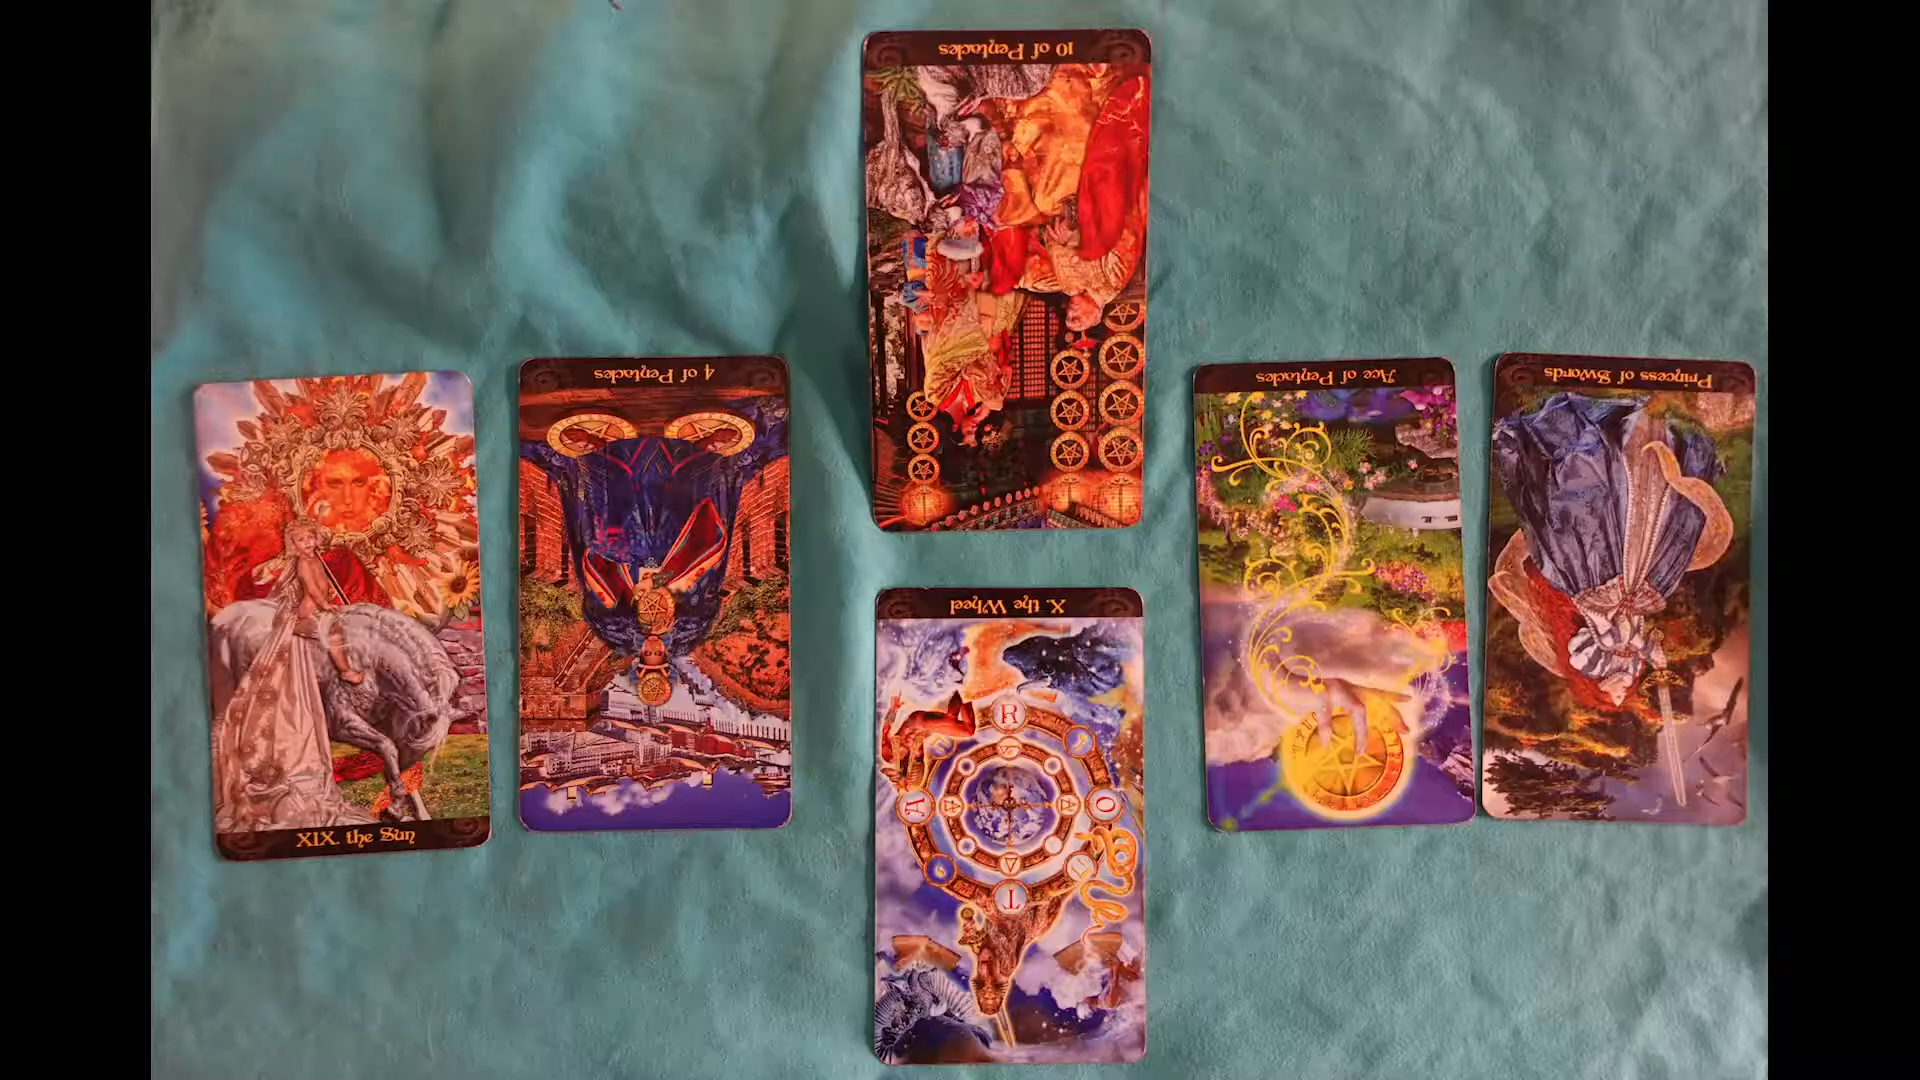 10 of Pentacles
4 of Pentacles
Ace of Pentacles
Princess of Swords
X. the Wheel
R
O
T
A
XIX. the Sun